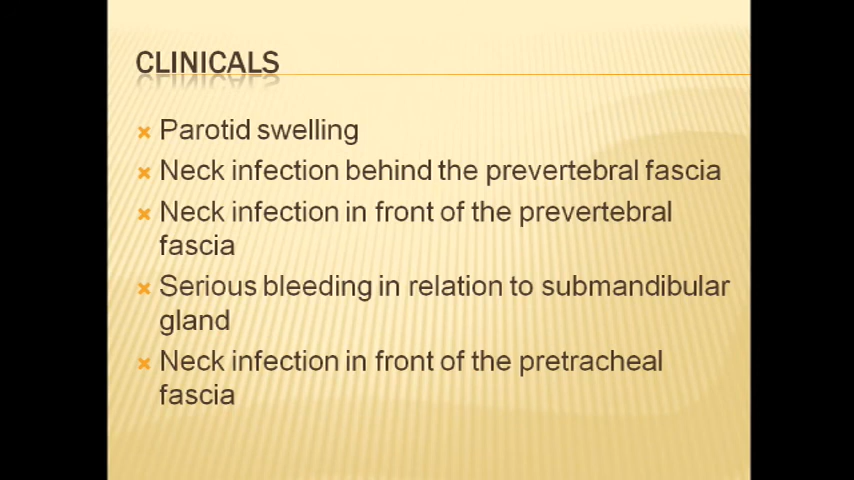 CLINICALS
Parotid swelling
Neck infection behind the prevertebral fascia
Neck infection in front of the prevertebral
fascia
Serious bleeding in relation to submandibular
gland
Neck infection in front of the pretracheal
fascia